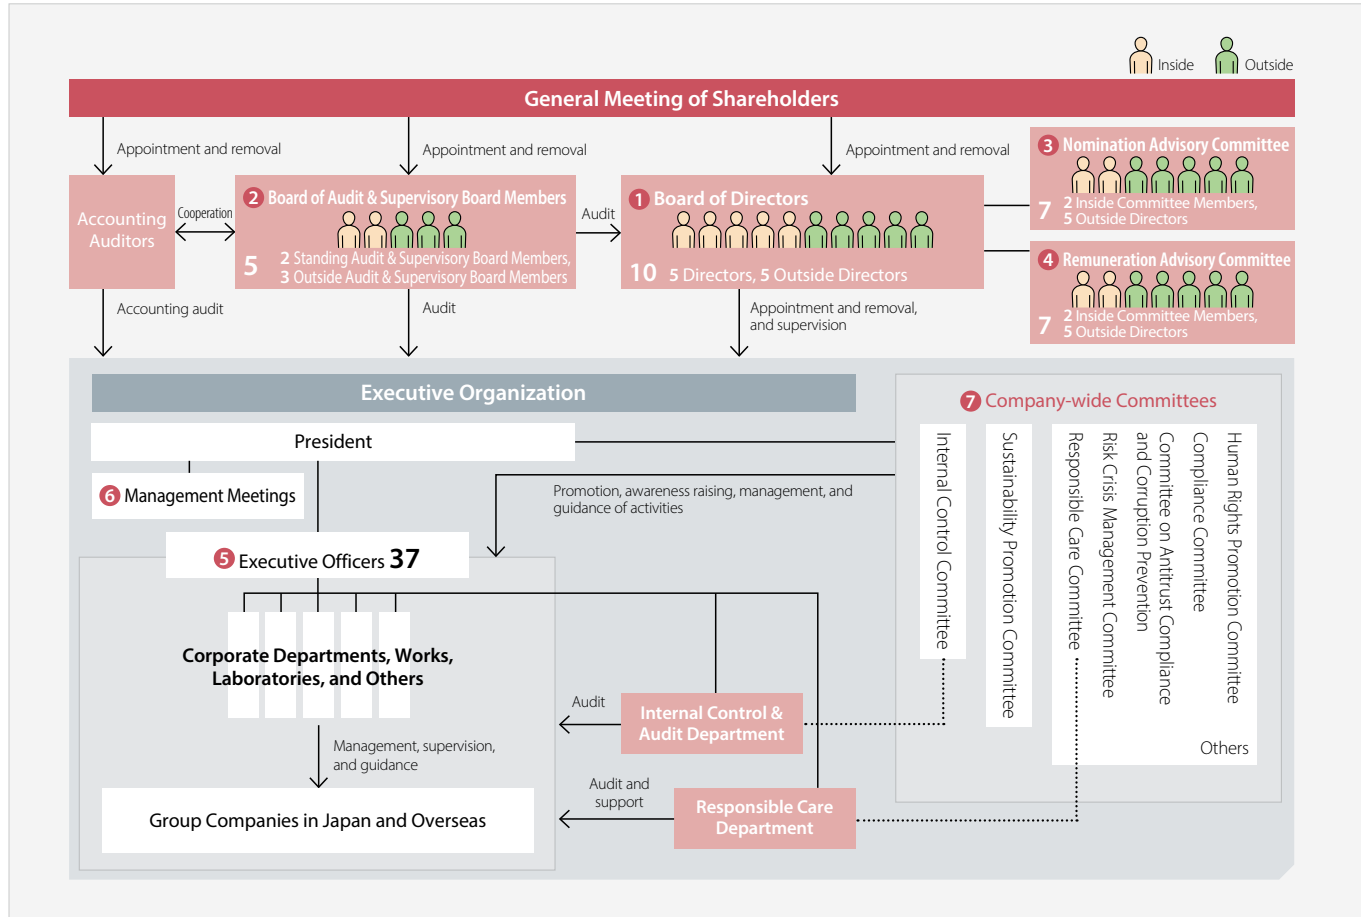 Inside
Outside
General Meeting of Shareholders
Appointment and removal
Appointment and removal
Appointment and removal
Accounting
Auditors
Cooperation
2 Board of Audit & Supervisory Board Members
5
2 Standing Audit & Supervisory Board Members,
3 Outside Audit & Supervisory Board Members
Audit
1 Board of Directors
10 5 Directors, 5 Outside Directors
3 Nomination Advisory Committee
7
2 Inside Committee Members,
5 Outside Directors
4 Remuneration Advisory Committee
7
2 Inside Committee Members,
5 Outside Directors
Accounting audit
Audit
Appointment and removal,
and supervision
Executive Organization
President
6 Management Meetings
5 Executive Officers 37
Promotion, awareness raising, management, and
guidance of activities
Corporate Departments, Works,
Laboratories, and Others
Management, supervision,
and guidance
Group Companies in Japan and Overseas
Audit
Internal Control &
Audit Department
Audit and
support
Responsible Care
Department
7 Company-wide Committees
Internal Control Committee
Sustainability Promotion Committee
Responsible Care Committee
Risk Crisis Management Committee
Committee on Antitrust Compliance
and Corruption Prevention
Compliance Committee
Human Rights Promotion Committee
Others